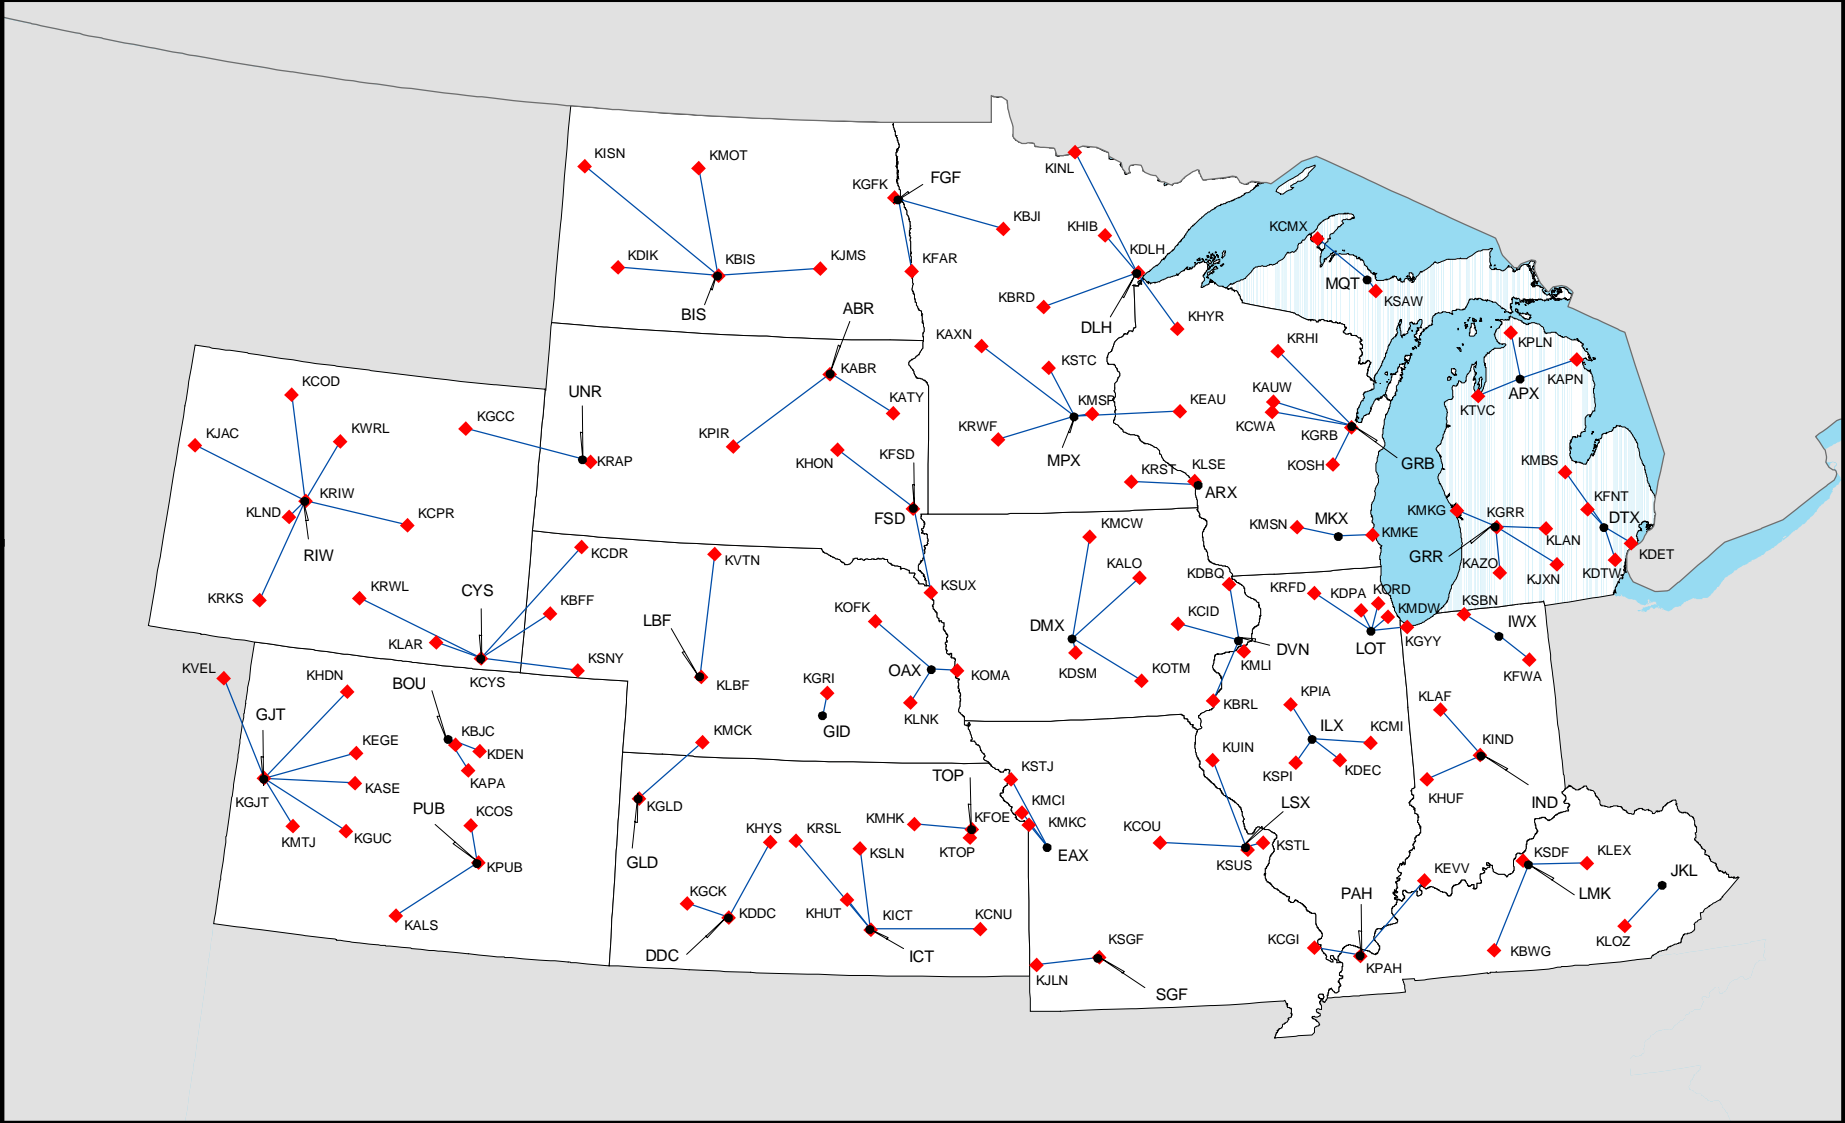 KISN
KMOT
KGFK
FGF
KBJI
KDIK
KBIS
KJMS
KFAR
BIS
KINL
KHIB
KDLH
KBRD
DLH
KHYR
KCMX
MQT
KSAW
ABR
KABR
KATY
KPIR
UNR
KRAP
KGCC
KHON
KFSD
FSD
KAXN
KSTC
KMSP
KEAU
KRWF
MPX
KRHI
KAUW
KCWA
KGRB
KOSH
GRB
KPLN
KAPN
APX
KTVC
KCOD
KJAC
KWRL
KRIW
KLND
KCPR
RIW
KRKS
KRST
KLSE
ARX
KMSN
MKX
KMKE
KMBS
KFNT
DTX
KMKG
KGRR
KLAN
GRR
KAZO
KJXN
KDTW
KDET
KCDR
KRWL
CYS
KBFF
KLAR
KSNY
KCYS
KVTN
LBF
KLBF
KSUX
KOFK
OAX
KOMA
KGRI
GID
KLNK
KMCW
KALO
DMX
KDSM
KOTM
KDBQ
KCID
DVN
KMLI
KBRL
KRFD
KDPA
KORD
KMDW
LOT
KGYY
KSBN
IWX
KFWA
KVEL
KHDN
GJT
KEGE
KASE
KGJT
KMTJ
KGUC
BOU
KBJC
KDEN
KAPA
PUB
KCOS
KPUB
KALS
KMCK
KGLD
GLD
TOP
KMHK
KFOE
KTOP
KHYS
KRSL
KSLN
KGCK
KDDC
DDC
KHUT
KICT
KCNU
ICT
KSTJ
KMCI
KMKC
EAX
KPIA
ILX
KCMI
KUIN
KSPI
KDEC
LSX
KCOU
KSTL
KSUS
KLAF
KIND
KHUF
IND
KSGF
KJLN
SGF
KEVV
PAH
KCGI
KPAH
KSDF
KLEX
LMK
JKL
KBWG
KLOZ